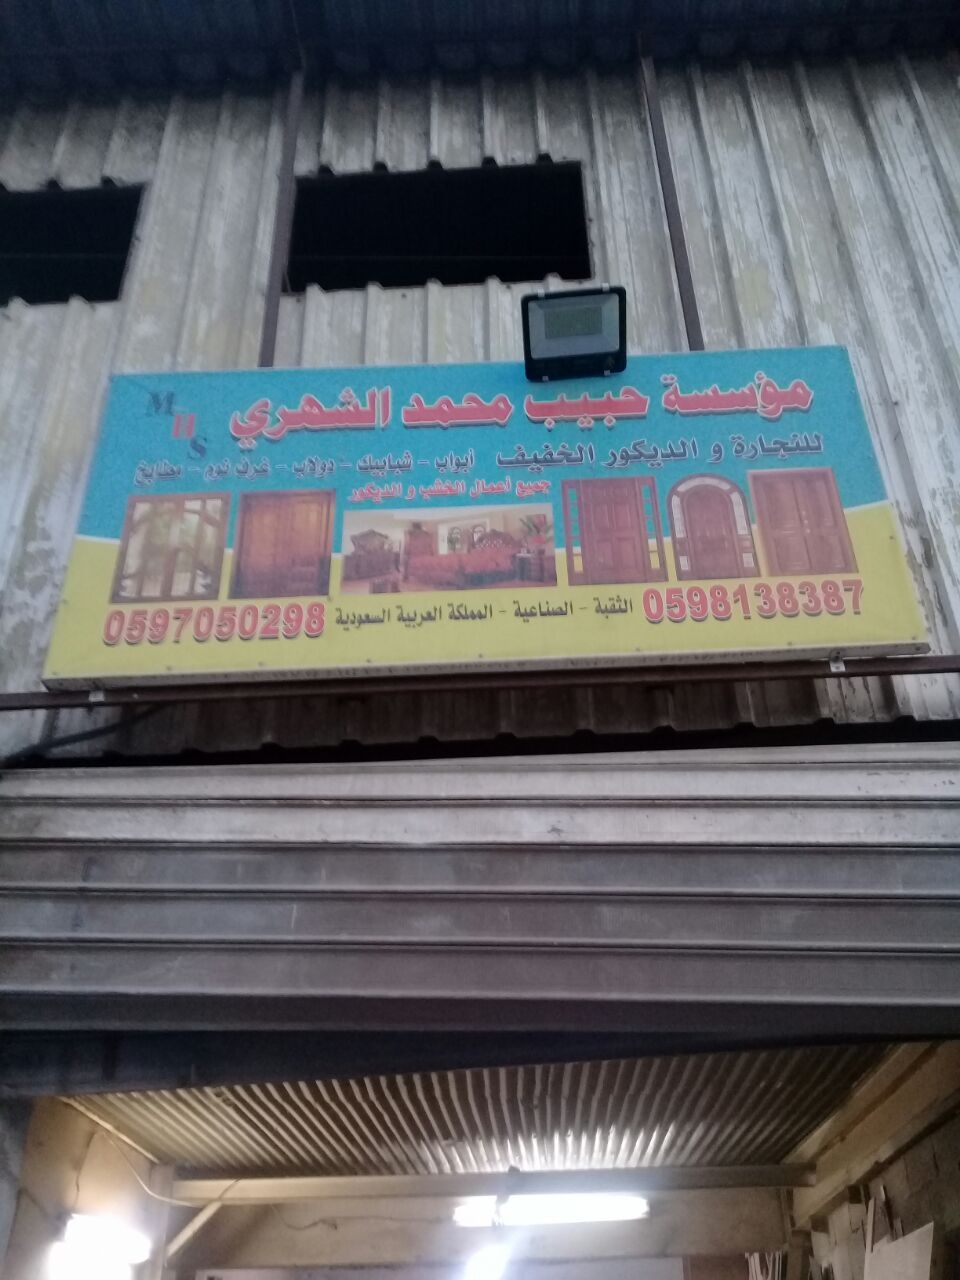 مؤسسة حبيب محمد الشهري
MHS
للنجارة و الديكور الخفيف
أبواب - شبابيك - دولاب - غرف نوم - مطابخ
جميع أعمال الخشب و الديكور
0598138387
الثقبة - الصناعية - المملكة العربية السعودية
0597050298